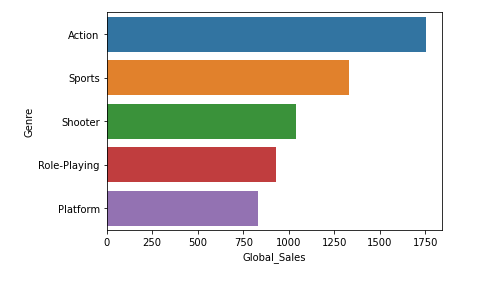 Action
Sports
Shooter
Role-Playing
Platform
Genre
0 250 500 750 1000 1250 1500 1750
Global_Sales